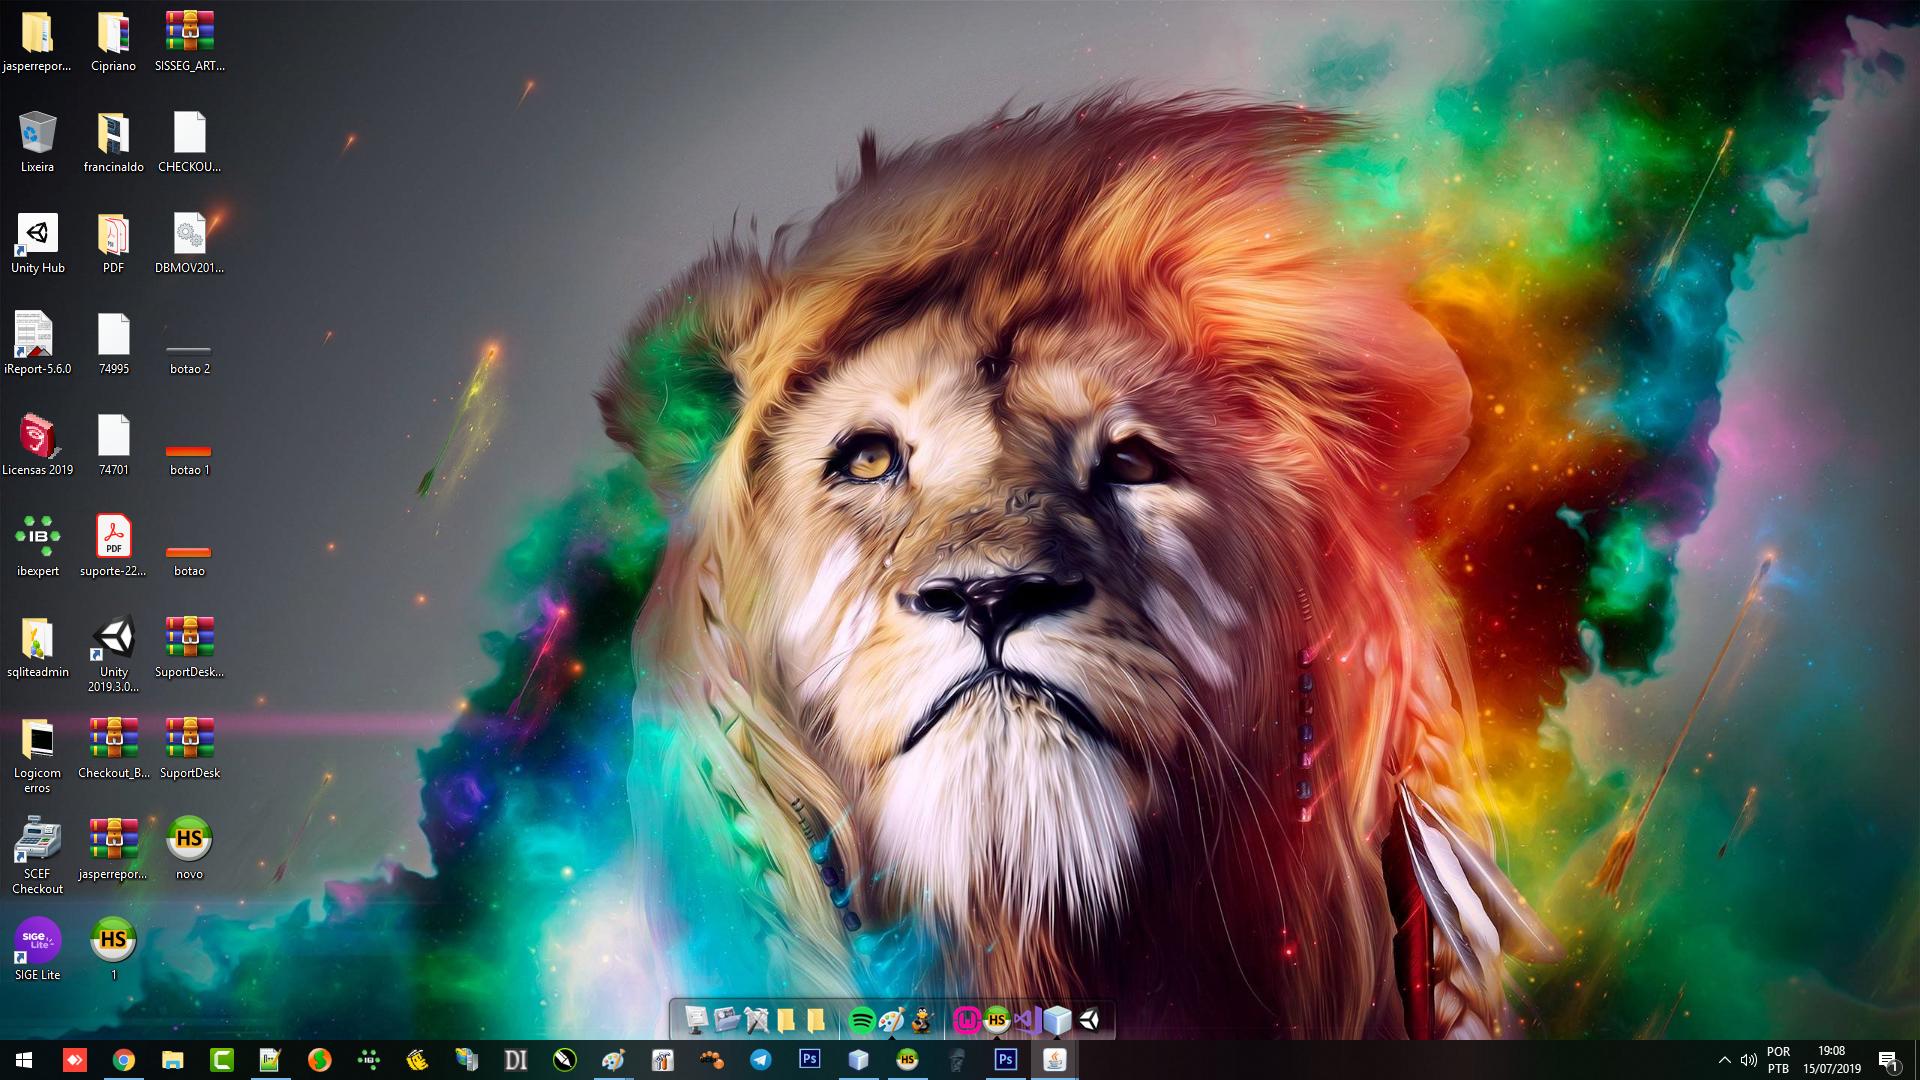 jasperrepor...
Cipriano
SISSEG_ART...
Lixeira
francinaldo
CHECKOU...
Unity Hub
PDF
DBMOV201...
iReport-5.6.0
74995
botao 2
Licensas 2019
74701
botao 1
IB
PDF
ibexpert
suporte-22...
botao
sqliteadmin
Unity
2019.3.0...
SuportDesk...
Logicom
erros
Checkout_B...
SuportDesk
HS
SCEF
Checkout
jasperrepor...
novo
SIGE
Lite
HS
SIGE Lite
1
HS
DI
Ps
HS
Ps
POR
PTB
19:08
15/07/2019
1